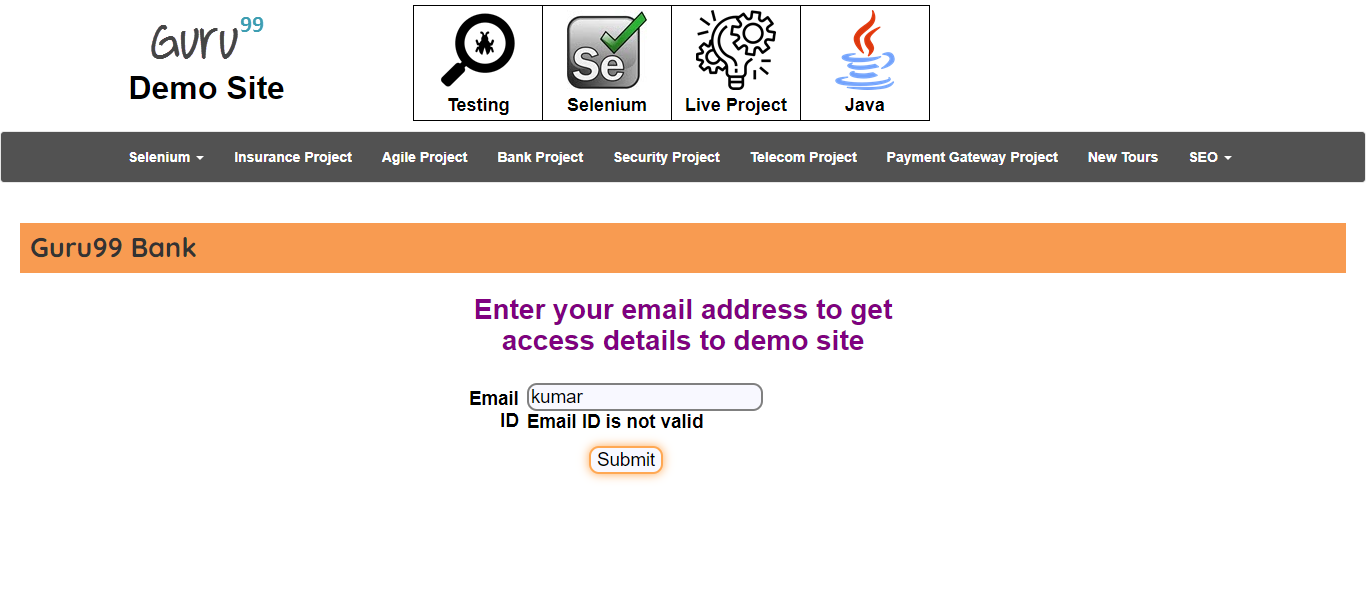 Guru99
Demo Site
Se
Testing
Selenium
Live Project
Java
Selenium
Insurance Project
Agile Project
Bank Project
Security Project
Telecom Project
Payment Gateway Project
New Tours
SEO
Guru99 Bank
Enter your email address to get
access details to demo site
Email
ID
kumar
Email ID is not valid
Submit